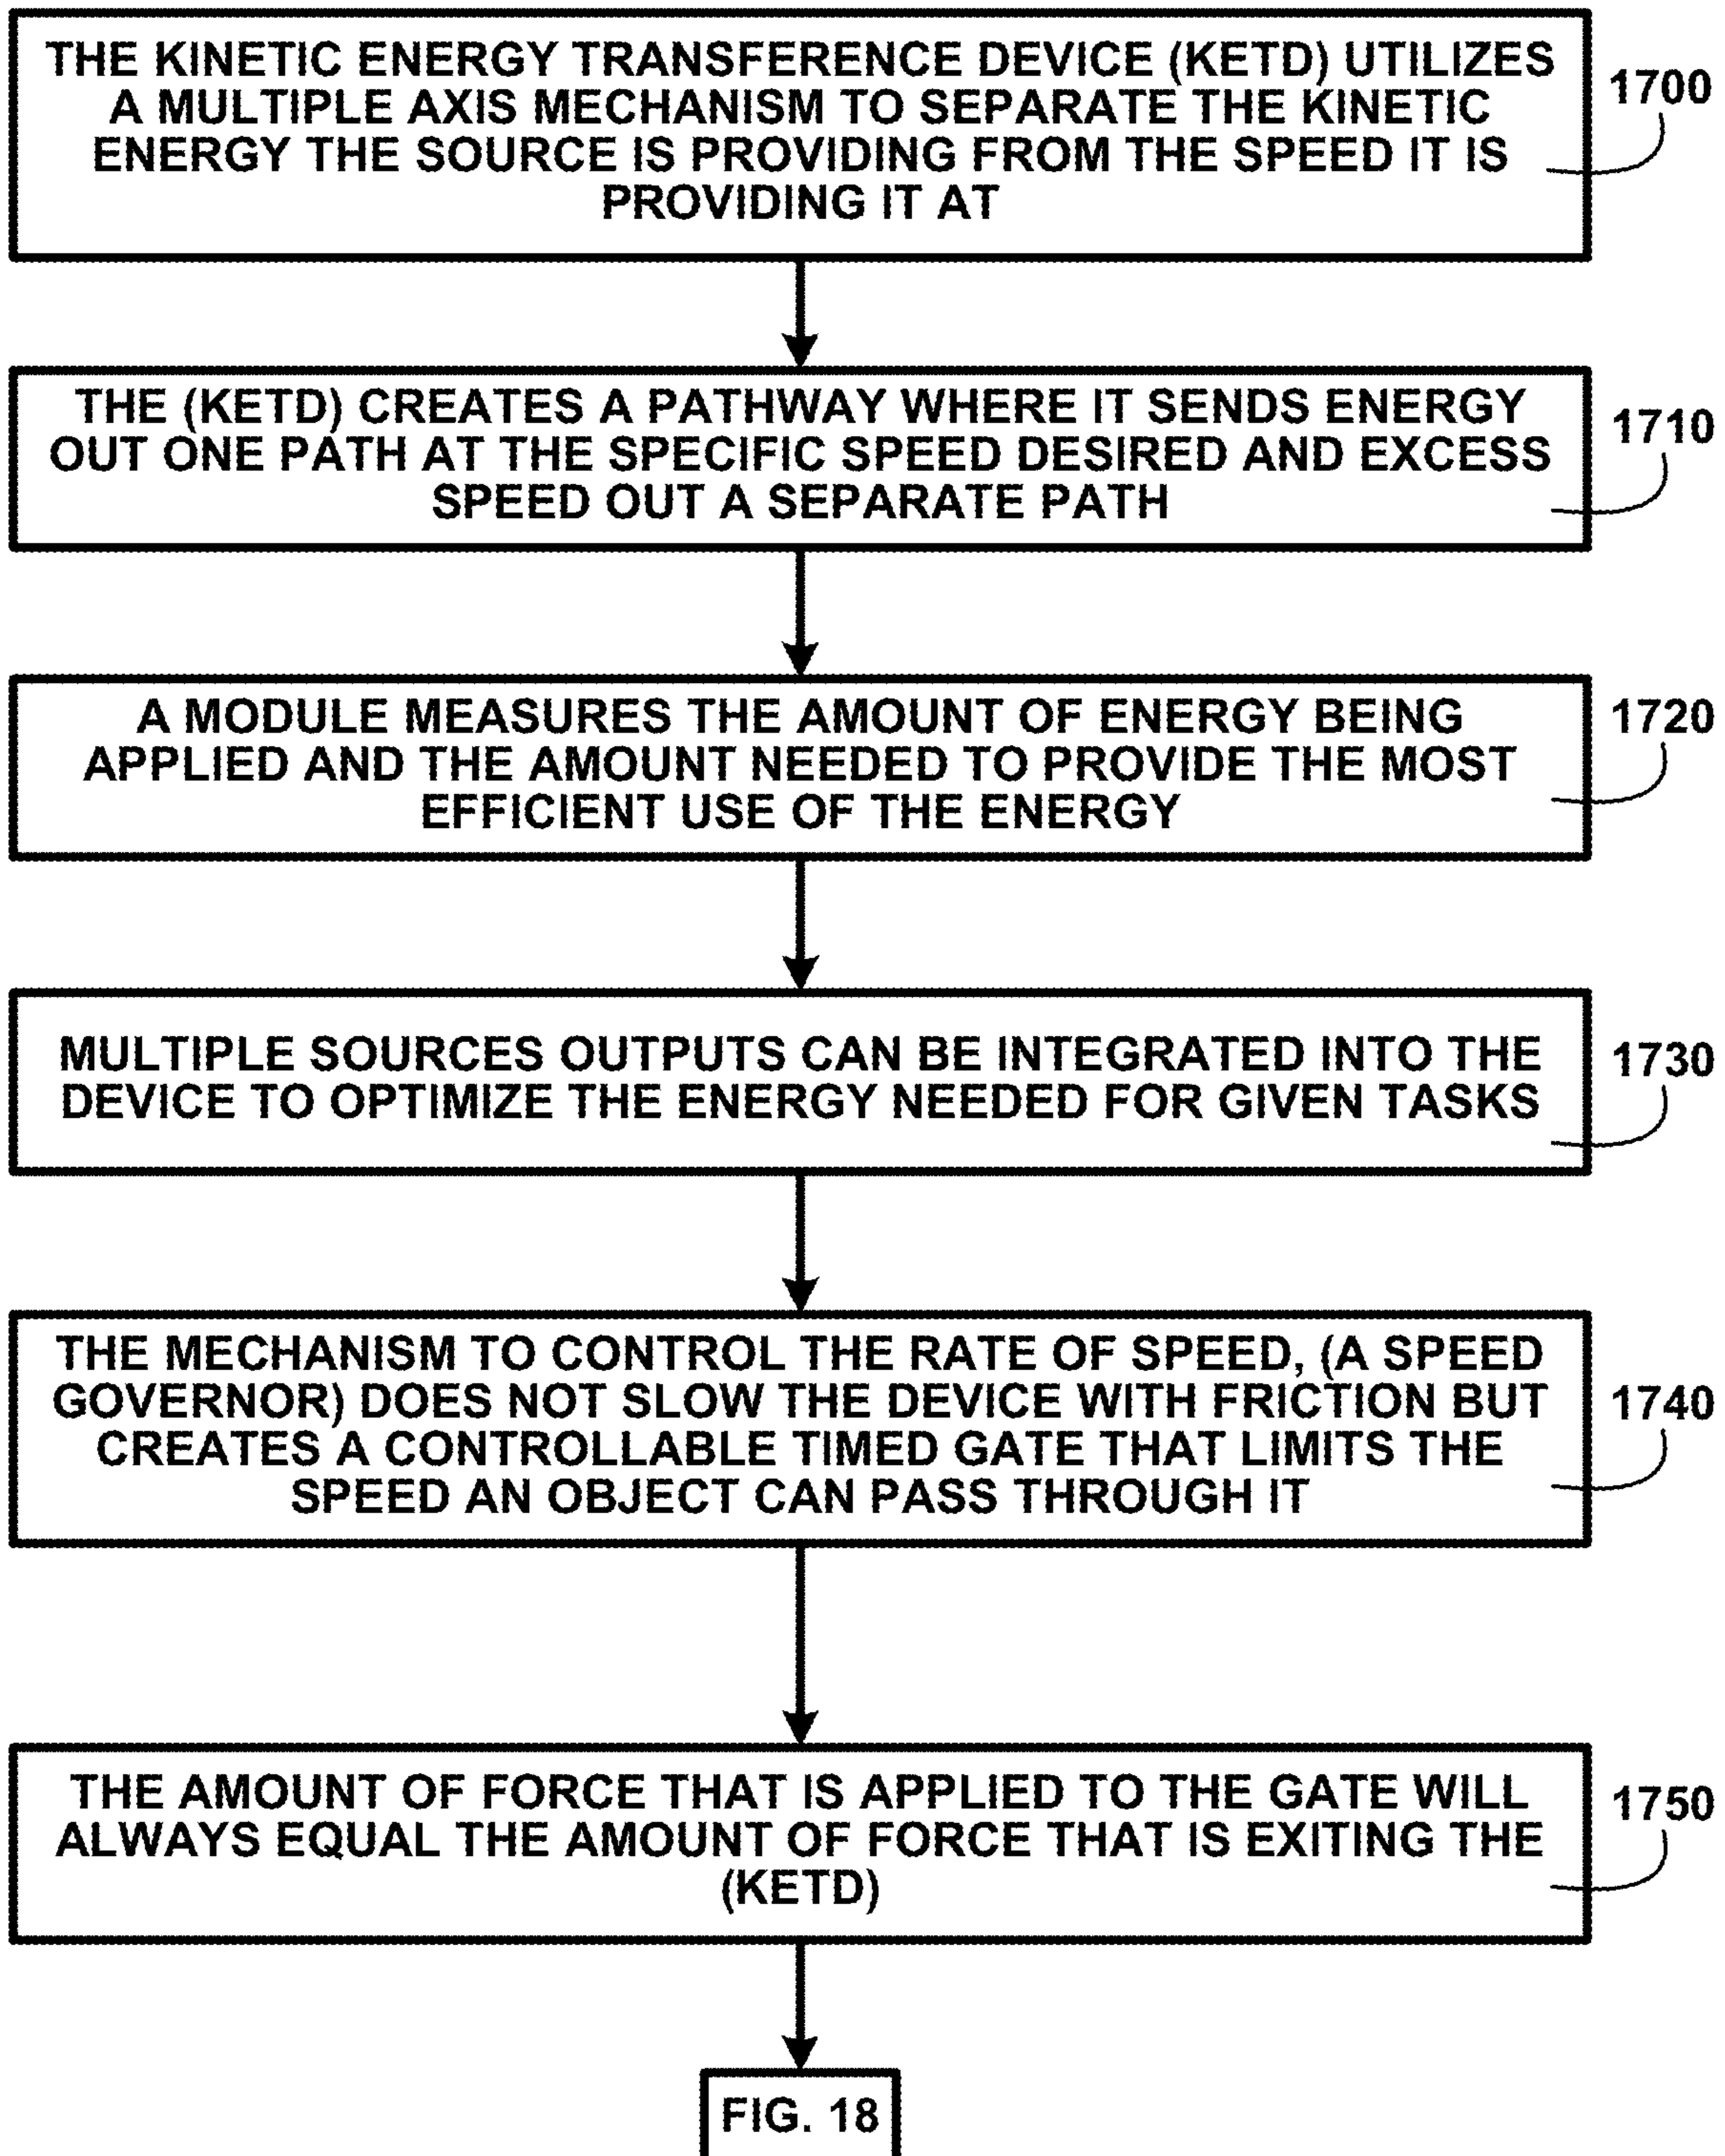 THE KINETIC ENERGY TRANSFERENCE DEVICE (KETD) UTILIZES
A MULTIPLE AXIS MECHANISM TO SEPARATE THE KINETIC
ENERGY THE SOURCE IS PROVIDING FROM THE SPEED IT IS
PROVIDING IT AT
1700
THE (KETD) CREATES A PATHWAY WHERE IT SENDS ENERGY
OUT ONE PATH AT THE SPECIFIC SPEED DESIRED AND EXCESS
SPEED OUT A SEPARATE PATH
1710
A MODULE MEASURES THE AMOUNT OF ENERGY BEING
APPLIED AND THE AMOUNT NEEDED TO PROVIDE THE MOST
EFFICIENT USE OF THE ENERGY
1720
MULTIPLE SOURCES OUTPUTS CAN BE INTEGRATED INTO THE
DEVICE TO OPTIMIZE THE ENERGY NEEDED FOR GIVEN TASKS
1730
THE MECHANISM TO CONTROL THE RATE OF SPEED, (A SPEED
GOVERNOR) DOES NOT SLOW THE DEVICE WITH FRICTION BUT
CREATES A CONTROLLABLE TIMED GATE THAT LIMITS THE
SPEED AN OBJECT CAN PASS THROUGH IT
1740
THE AMOUNT OF FORCE THAT IS APPLIED TO THE GATE WILL
ALWAYS EQUAL THE AMOUNT OF FORCE THAT IS EXITING THE
(KETD)
1750
FIG. 18